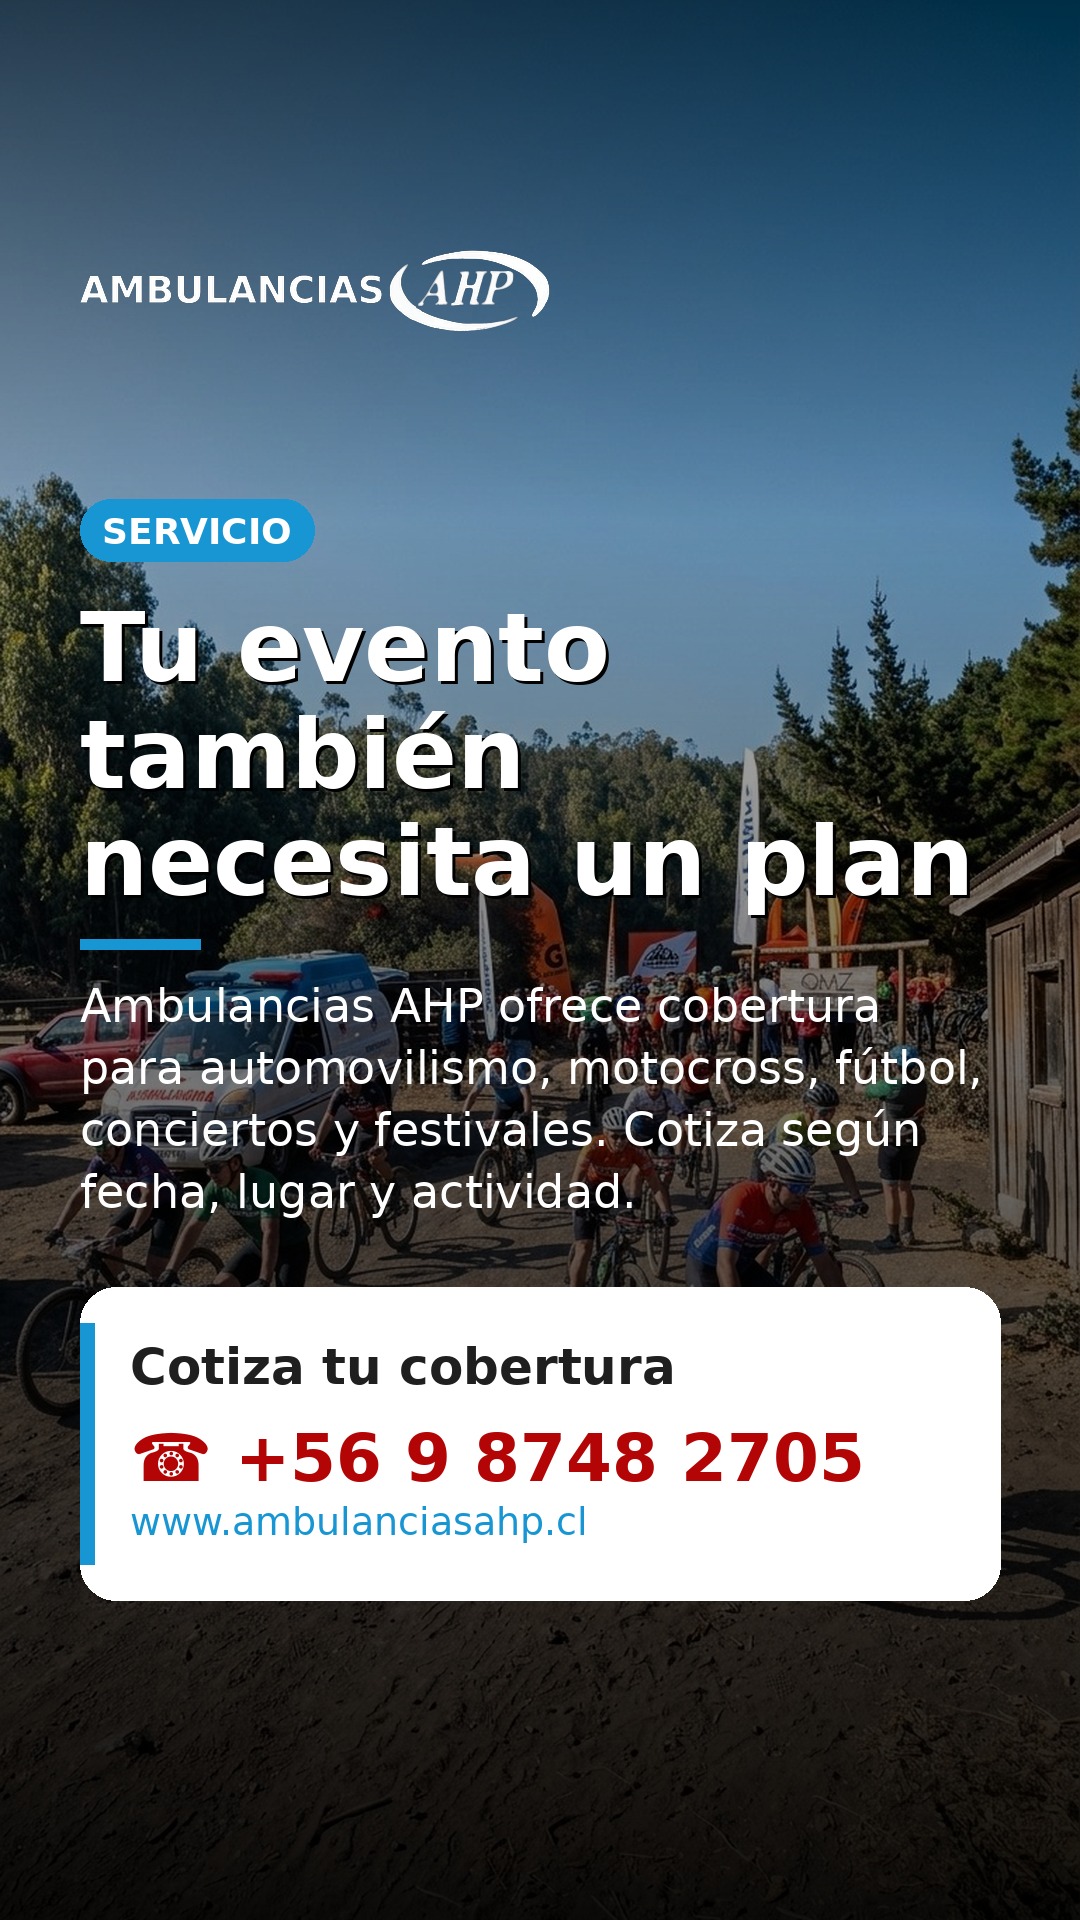 AMBULANCIAS AHP
SERVICIO
Tu evento
también
necesita un plan
G
QMZ
Ambulancias AHP ofrece cobertura
para automovilismo, motocross, fútbol,
conciertos y festivales. Cotiza según
fecha, lugar y actividad.
Cotiza tu cobertura
☎ +56 9 8748 2705
www.ambulanciasahp.cl